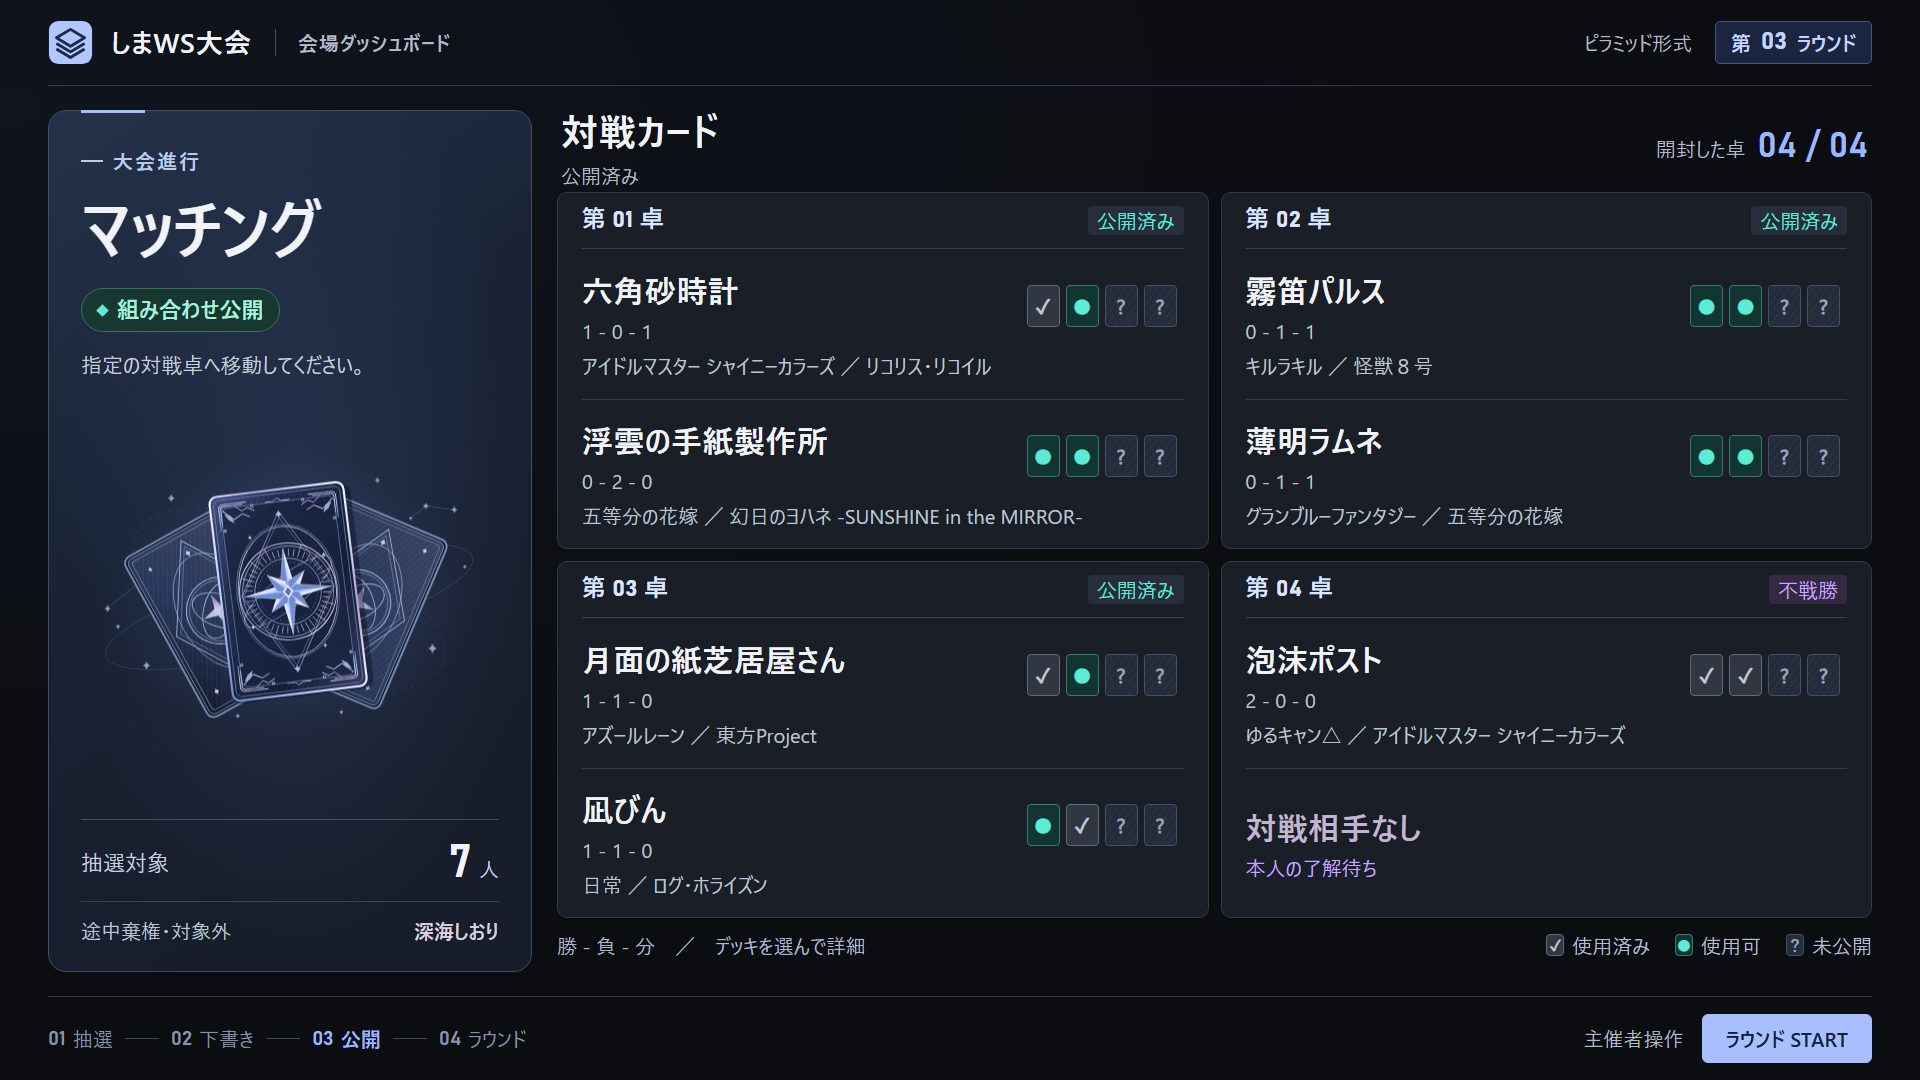 しまWS大会
会場ダッシュボード
ピラミッド形式
第 03 ラウンド
大会進行
マッチング
組み合わせ公開
指定の対戦卓へ移動してください。
抽選対象
7 人
途中棄権・対象外
深海しおり
対戦カード
公開済み
開封した卓 04 / 04
第 01 卓
公開済み
六角砂時計
✓ ● ? ?
1 - 0 - 1
アイドルマスター シャイニーカラーズ ／ リコリス・リコイル
浮雲の手紙製作所
● ● ? ?
0 - 2 - 0
五等分の花嫁 ／ 幻日のヨハネ -SUNSHINE in the MIRROR-
第 02 卓
公開済み
霧笛パルス
● ● ? ?
0 - 1 - 1
キルラキル ／ 怪獣８号
薄明ラムネ
● ● ? ?
0 - 1 - 1
グランブルーファンタジー ／ 五等分の花嫁
第 03 卓
公開済み
月面の紙芝居屋さん
✓ ● ? ?
1 - 1 - 0
アズールレーン ／ 東方Project
凪びん
● ✓ ? ?
1 - 1 - 0
日常 ／ ログ・ホライズン
第 04 卓
不戦勝
泡沫ポスト
✓ ✓ ? ?
2 - 0 - 0
ゆるキャン△ ／ アイドルマスター シャイニーカラーズ
対戦相手なし
本人の了解待ち
勝 - 負 - 分 ／ デッキを選んで詳細
✓ 使用済み ● 使用可 ? 未公開
01 抽選 02 下書き 03 公開 04 ラウンド
主催者操作
ラウンド START